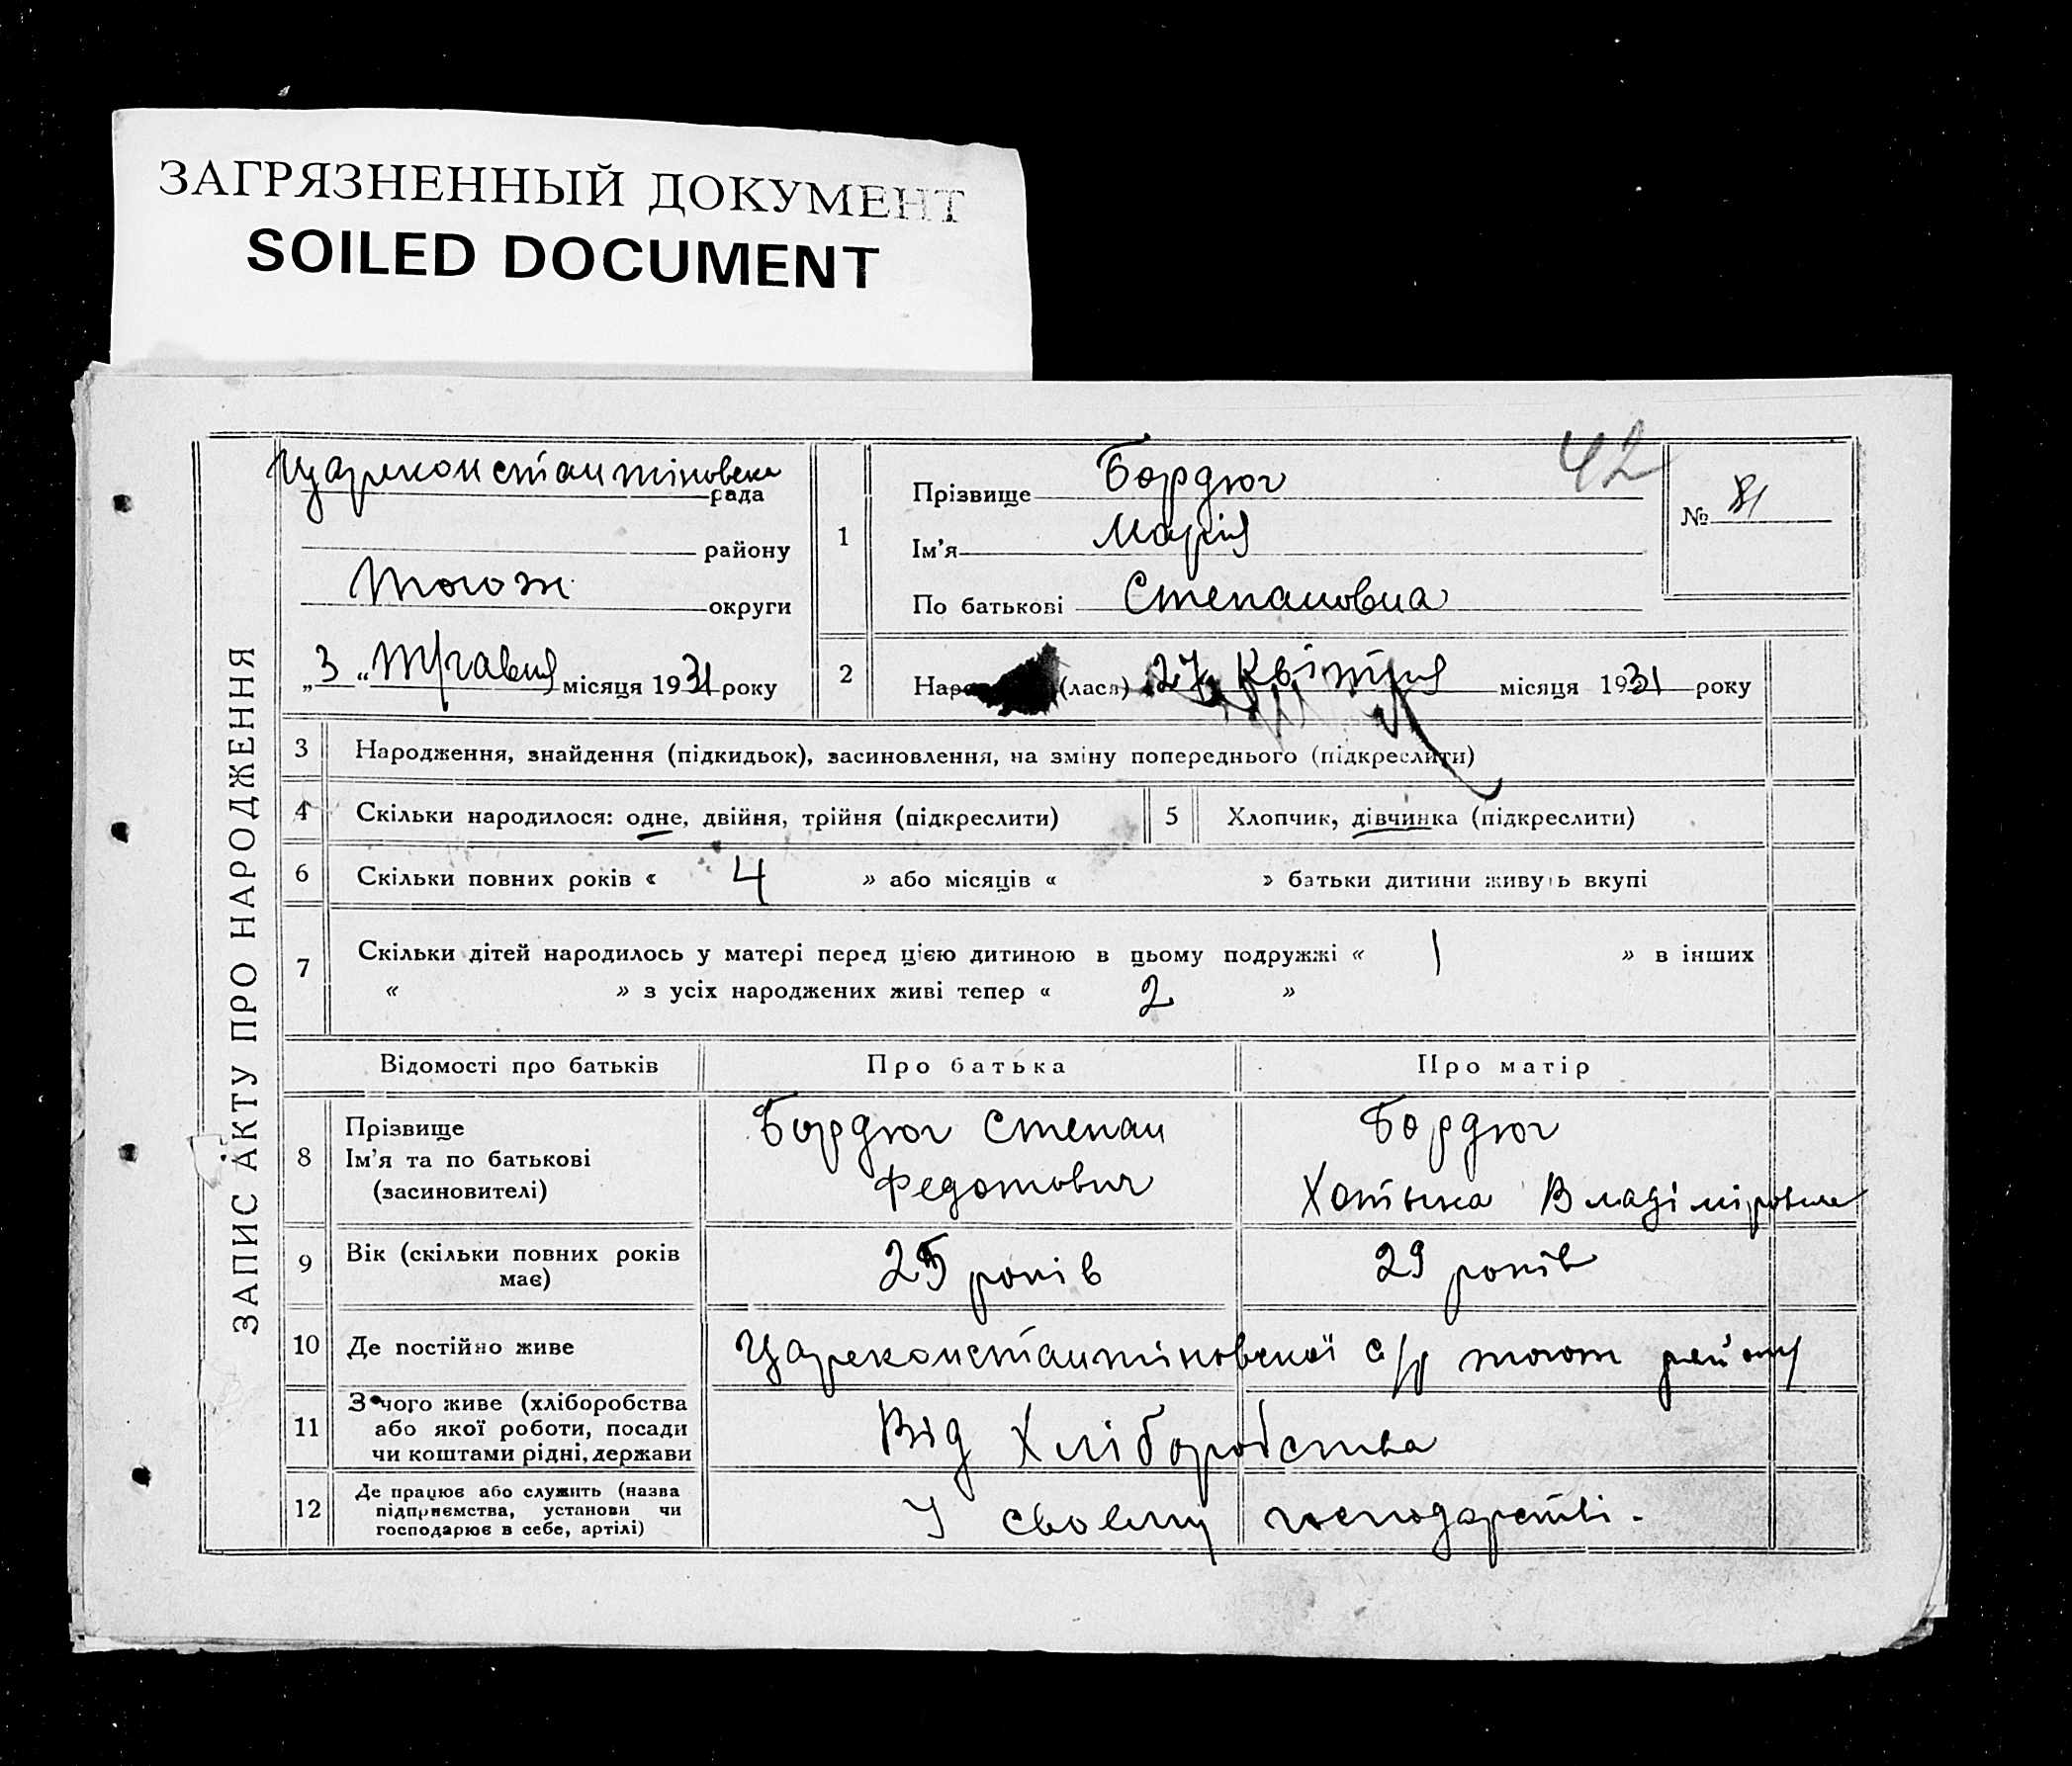 ЗАГРЯЗНЕННЫЙ ДОКУМЕНТ
SOILED DOCUMENT
ЗАПИС АКТУ ПРО НАРОДЖЕННЯ
Цареконстантіновська
рада
району
Тогож округи
„3“ Травня місяця 1931 року
42
№ 81
1
Прізвище Бордюг
Ім'я Марія
По батькові Степановна
2 (лася) 27 Квітня місяця 1931 року
3 Народження, знайдення (підкидьок), засиновлення, на зміну попереднього (підкреслити)
4 Скільки народилося: одне, двійня, трійня (підкреслити) 5 Хлопчик, дівчинка (підкреслити)
6 Скільки повних років « 4 » або місяців « » батьки дитини живуть вкупі
7 Скільки дітей народилось у матері перед цією дитиною в цьому подружжі « 1 » в інших
« » з усіх народжених живі тепер « 2 »
Відомості про батьків Про батька Про матір
8 Прізвище
Ім'я та по батькові
(засиновителі)
Бордюг Степан
Федотович
Бордюг
Владіміровна
9 Вік (скільки повних років
має)
25 років 29 років
10 Де постійно живе Цареконстантіновської с/р тогож району
11 З чого живе (хліборобства
або якої роботи, посади
чи коштами рідні, держави
Від Хліборобства
12 Де працює або служить (назва
підприємства, установи чи
господарює в себе, артілі)
У своєму господарстві.